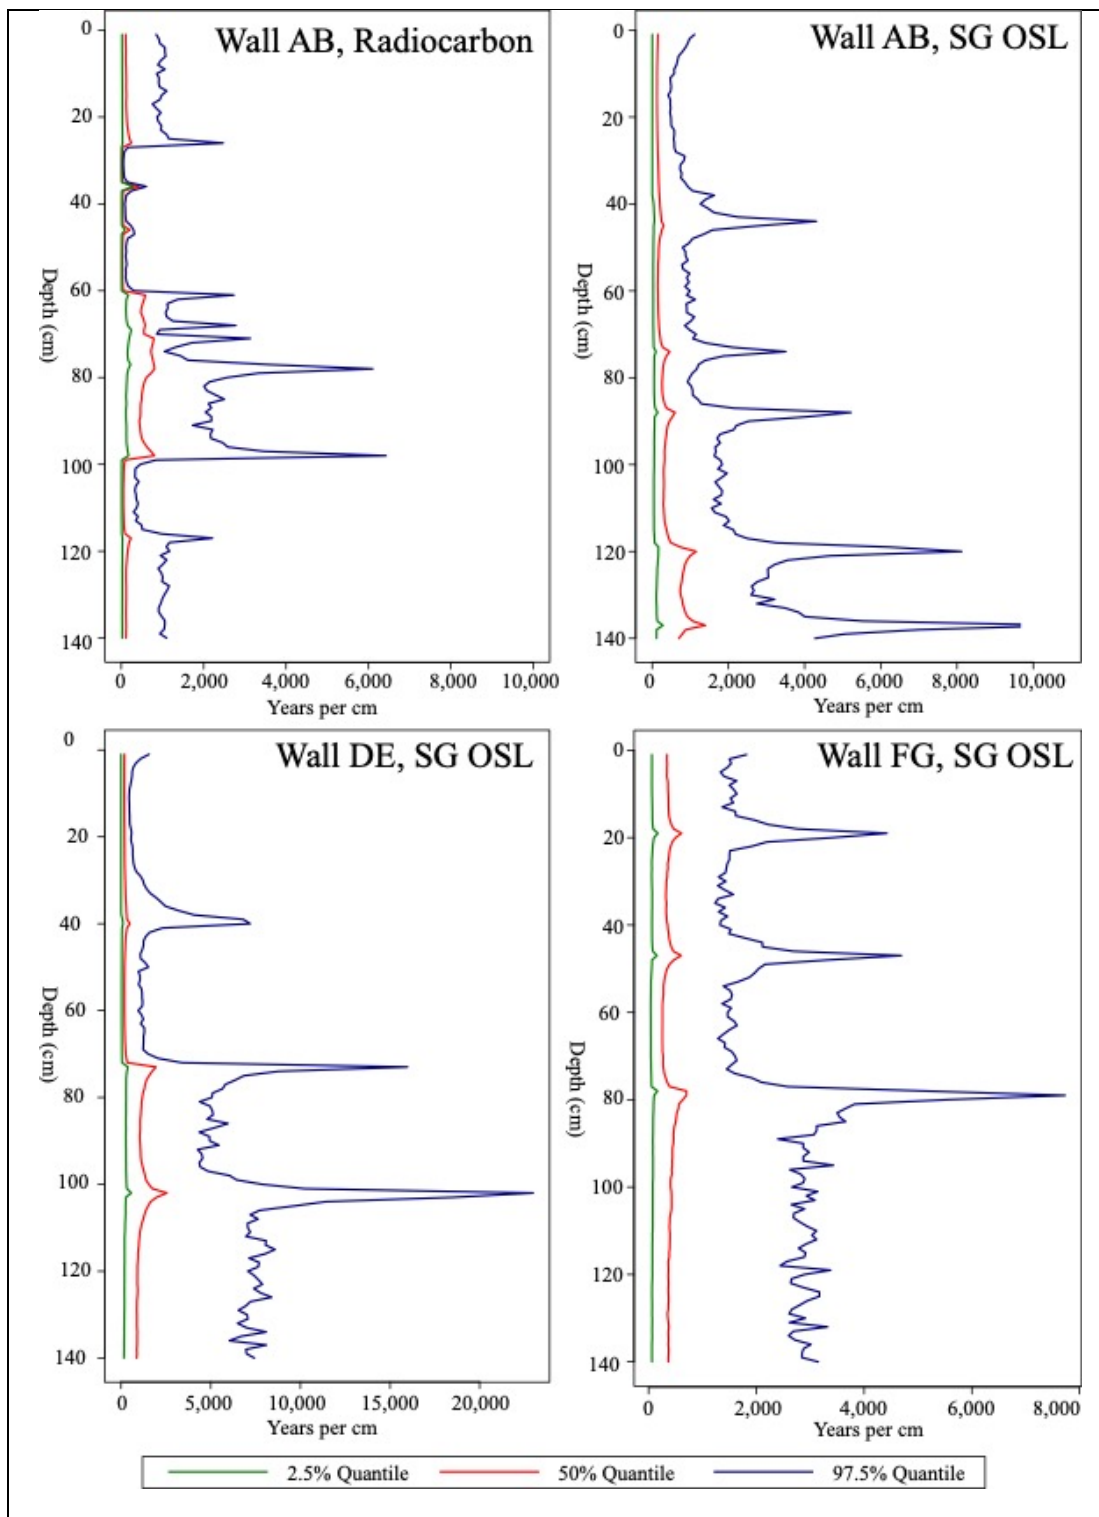 Wall AB, Radiocarbon
0
20
40
60
80
100
120
140
Depth (cm)
0 2,000 4,000 6,000 8,000 10,000
Years per cm
Wall AB, SG OSL
0
20
40
60
80
100
120
140
Depth (cm)
0 2,000 4,000 6,000 8,000 10,000
Years per cm
Wall DE, SG OSL
0
20
40
60
80
100
120
140
Depth (cm)
0 5,000 10,000 15,000 20,000
Years per cm
Wall FG, SG OSL
0
20
40
60
80
100
120
140
Depth (cm)
0 2,000 4,000 6,000 8,000
Years per cm
2.5% Quantile 50% Quantile 97.5% Quantile